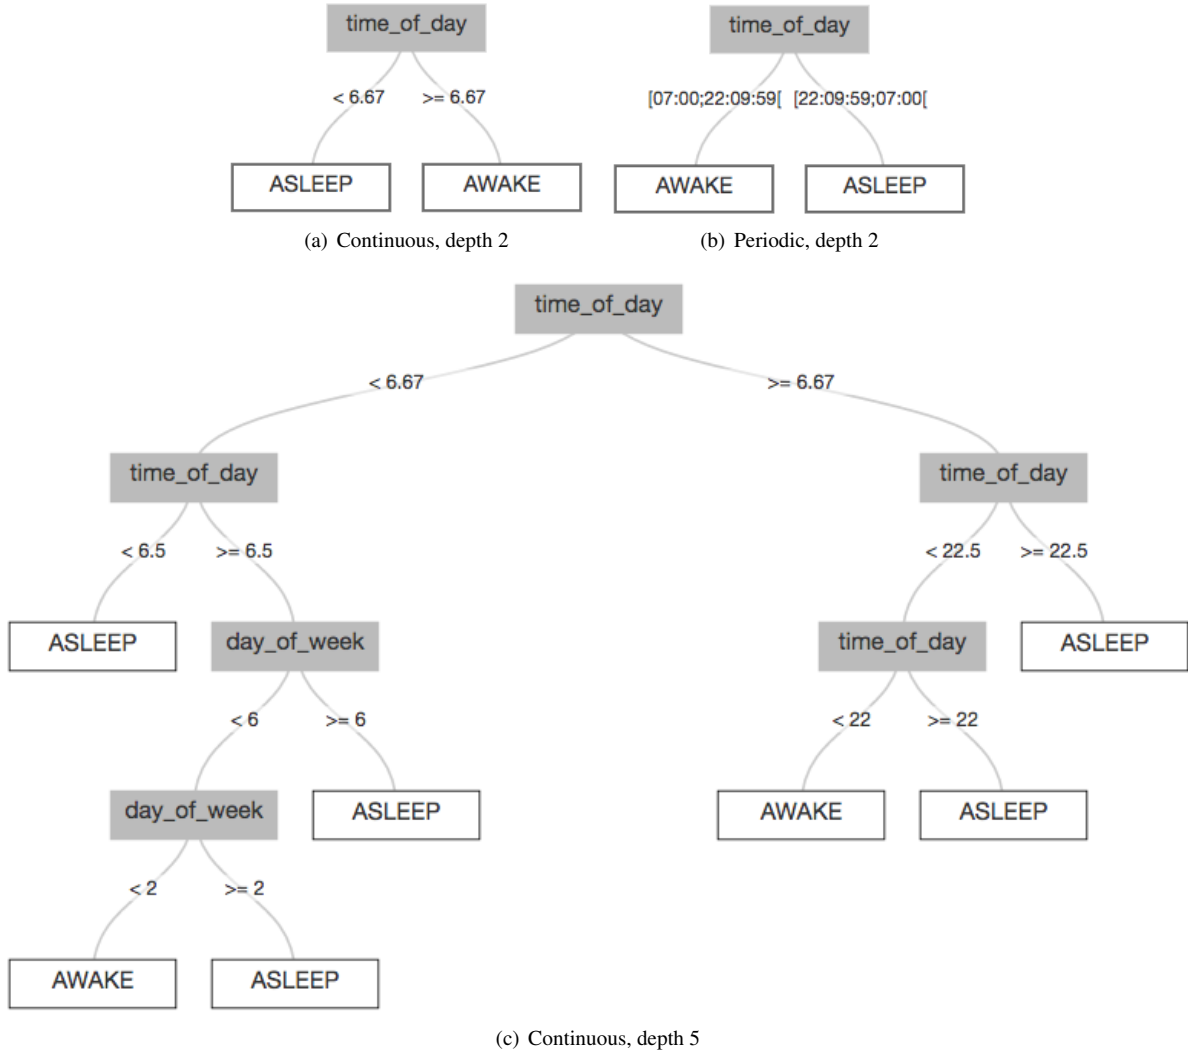 time_of_day time_of_day
< 6.67 >= 6.67 [07:00;22:09:59[ [22:09:59;07:00[
ASLEEP AWAKE AWAKE ASLEEP
(a) Continuous, depth 2 (b) Periodic, depth 2
time_of_day
< 6.67 >= 6.67
time_of_day time_of_day
< 6.5 >= 6.5 < 22.5 >= 22.5
ASLEEP day_of_week time_of_day ASLEEP
< 6 >= 6 < 22 >= 22
day_of_week ASLEEP AWAKE ASLEEP
< 2 >= 2
AWAKE ASLEEP
(c) Continuous, depth 5